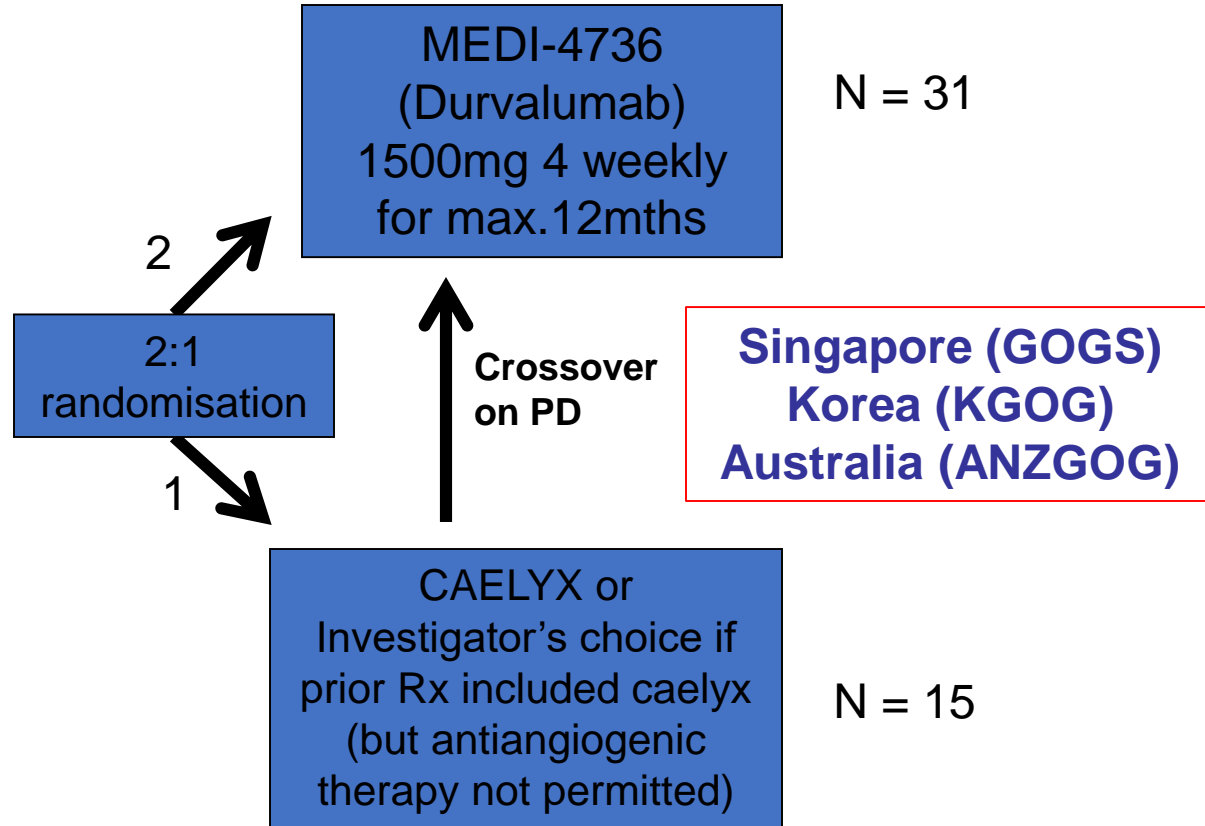 MEDI-4736
(Durvalumab)
1500mg 4 weekly
for max.12mths
N = 31
2
2:1
randomisation
1
Crossover
on PD
Singapore (GOGS)
Korea (KGOG)
Australia (ANZGOG)
CAELYX or
Investigator’s choice if
prior Rx included caelyx
(but antiangiogenic
therapy not permitted)
N = 15